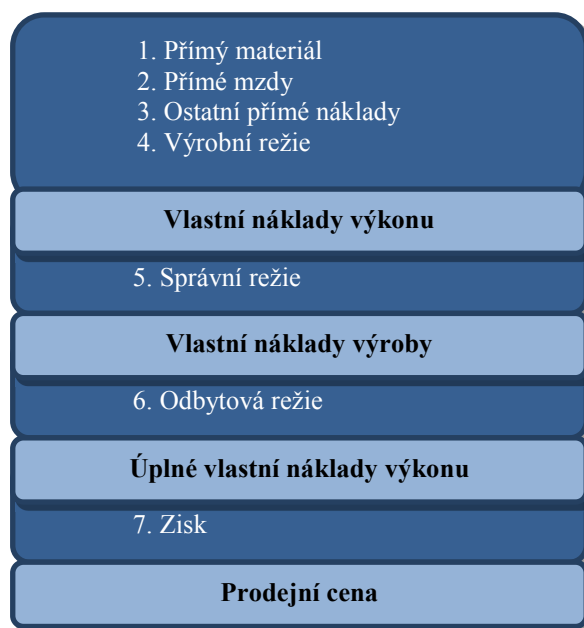 1. Přímý materiál
2. Přímé mzdy
3. Ostatní přímé náklady
4. Výrobní režie
Vlastní náklady výkonu
5. Správní režie
Vlastní náklady výroby
6. Odbytová režie
Úplné vlastní náklady výkonu
7. Zisk
Prodejní cena